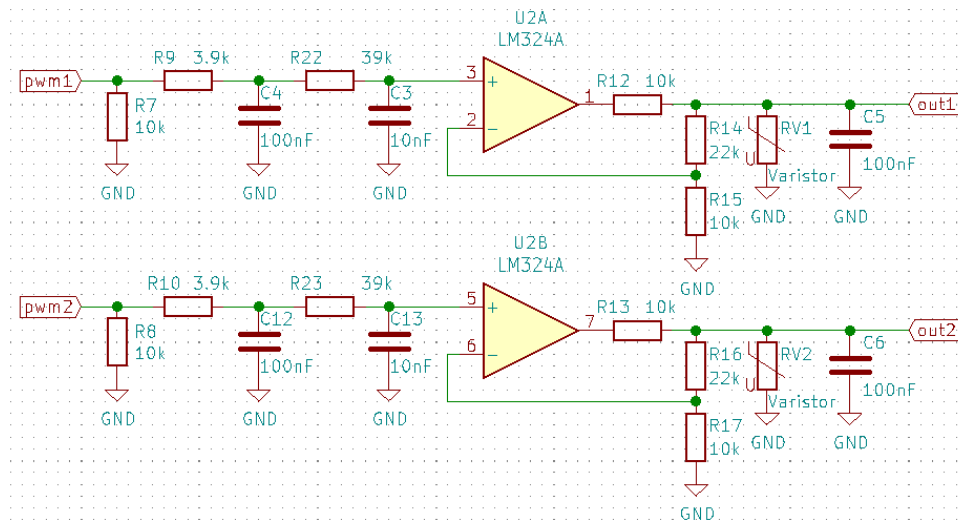 U2A
LM324A
R9 3.9k
R22 39k
pwm1
R7
10k
GND
C4
100nF
GND
C3
10nF
GND
3
+
2
−
1
R12 10k
R14
22k
R15
10k
GND
U
RV1
Varistor
GND
C5
100nF
GND
out1
U2B
LM324A
R10 3.9k
R23 39k
pwm2
R8
10k
GND
C12
100nF
GND
C13
10nF
GND
5
+
6
−
7
R13 10k
R16
22k
R17
10k
GND
U
RV2
Varistor
GND
C6
100nF
GND
out2